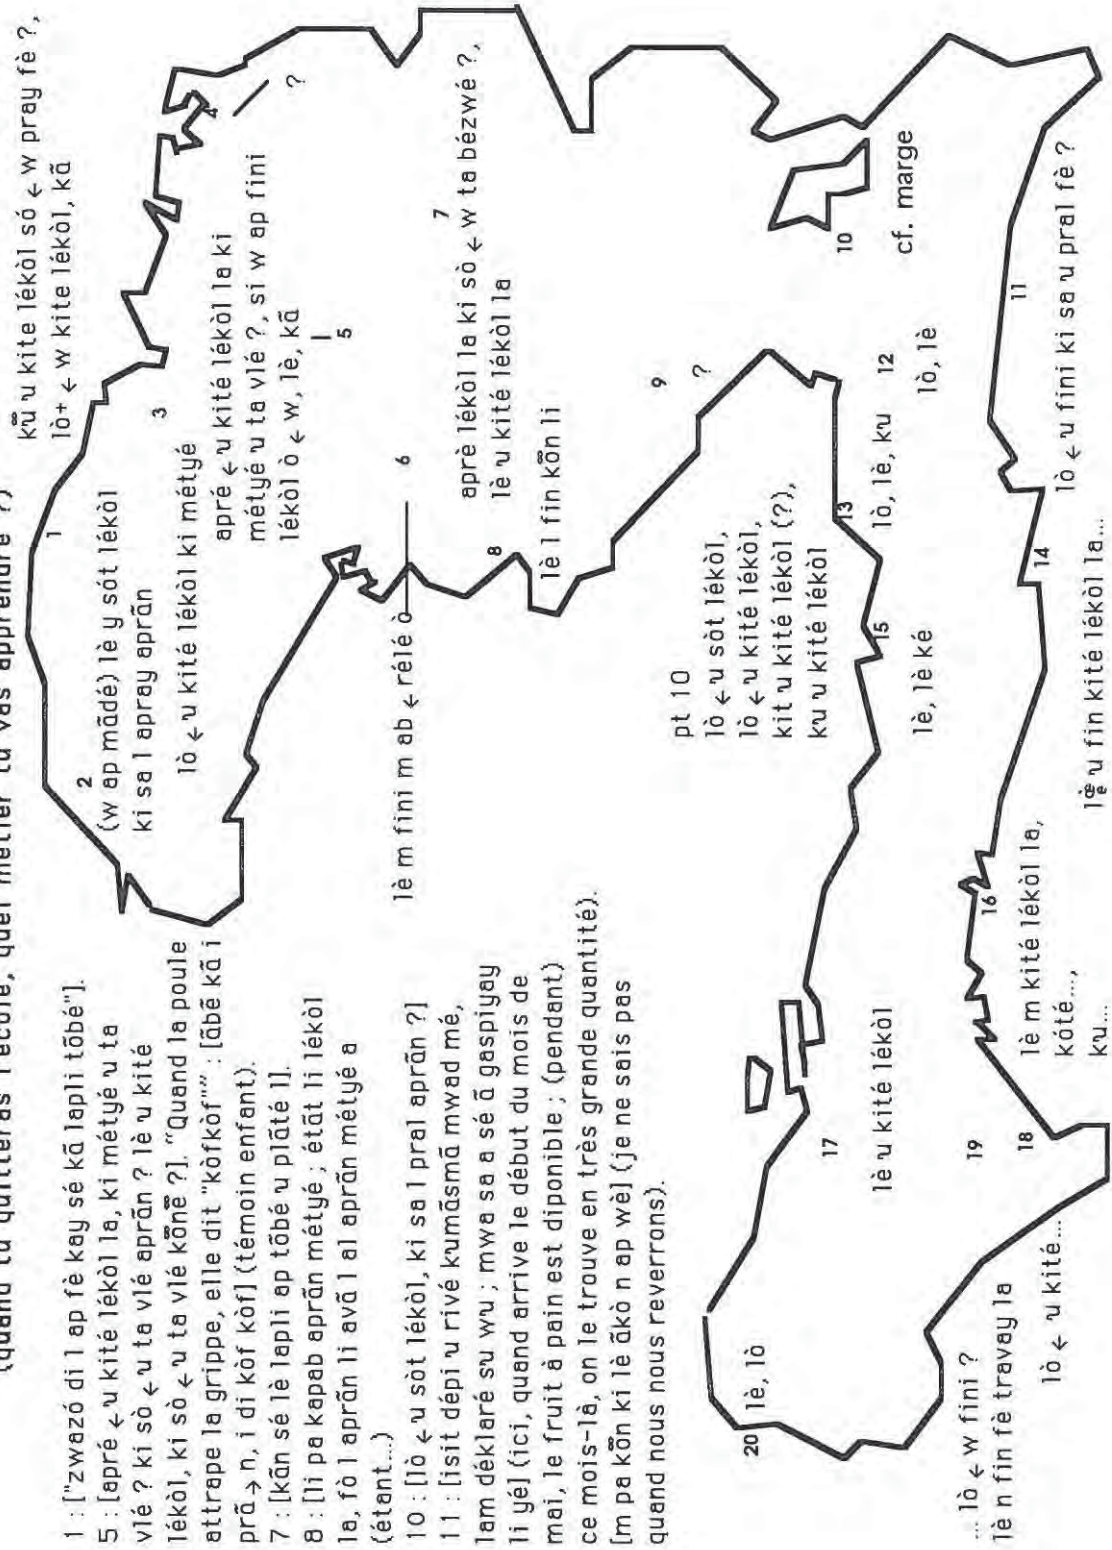 (quand tu quitteras l'école, quel métier tu vas apprendre ?)
1 : ["zwazó di l ap fè kay sé kã lapli tõbé"].
5 : [apré ← u kité lékòl la, ki métyé u ta
vlé ? ki sò ← u ta vlé aprãn ? lè u kité
lékòl, ki sò ← u ta vlé kõnẽ ?]. "Quand la poule
attrape la grippe, elle dit "kòfkòf"" : [ãbẽ kã i
prã → n, i di kòf kòf] (témoin enfant).
7 : [kãn sé lè lapli ap tõbé u plãté l].
8 : [li pa kapab aprãn métyé ; étãt li lékòl
la, fò l aprãn li avã l al aprãn métyé a
(étant...)
10 : [lò ← u sòt lékòl, ki sa l pral aprãn ?]
11 : [isit dépi u rivé kumãsmã mwad mé,
lam déklaré su wu ; mwa sa a sé ã gaspiyay
li yé] (ici, quand arrive le début du mois de
mai, le fruit à pain est diponible ; (pendant)
ce mois-là, on le trouve en très grande quantité).
[m pa kõn ki lè ãkò n ap wè] (je ne sais pas
quand nous nous reverrons).
kũ u kite lékòl só ← w pray fè ?,
lò+ ← w kite lékòl, kã
1
2
(w ap mãdé) lè y sót lékòl
ki sa l apray aprãn
3
lò ← u kité lékòl ki métyé
4
?
apré ← u kité lékòl la ki
métyé u ta vlé ?, si w ap fini
lékòl ò ← w, lè, kã
5
6
lè m fini m ab ← rélé ò
7
aprè lékòl la ki sò ← w ta bézwé ?,
lè u kité lékòl la
8
lè l fin kõn li
9
?
10
cf. marge
pt 10
lò ← u sòt lékòl,
lò ← u kité lékòl,
kit u kité lékòl (?),
ku u kité lékòl
11
lò ← u fini ki sa u pral fè ?
12
lò, lè
13
lò, lè, ku
14
u fin kité lékòl la...
15
lè, lè ké
16
lè m kité lékòl la,
kóté...,
ku...
17
lè u kité lékòl
18
19
lò ← u kité...
20
lè, lò
... lò ← w fini ?
lè n fin fè travay la